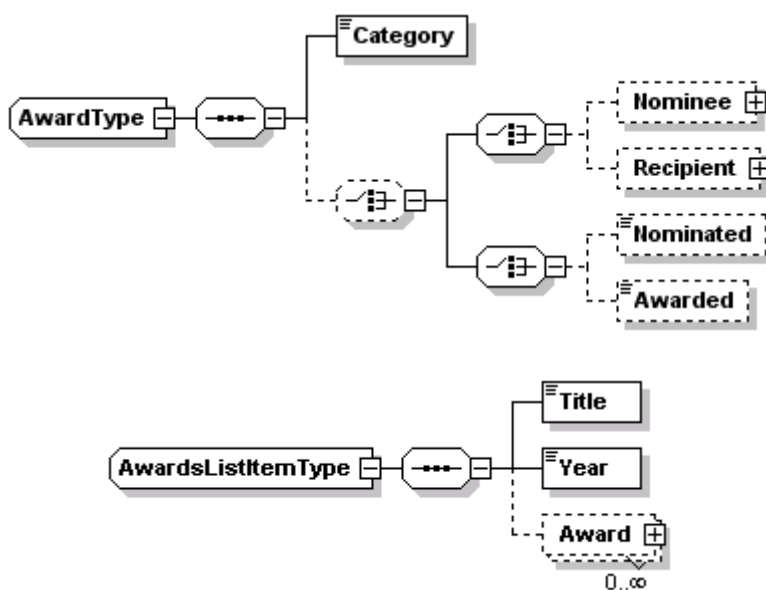 Category
AwardType
Nominee
Recipient
Nominated
Awarded
Title
AwardsListItemType
Year
Award
0..∞